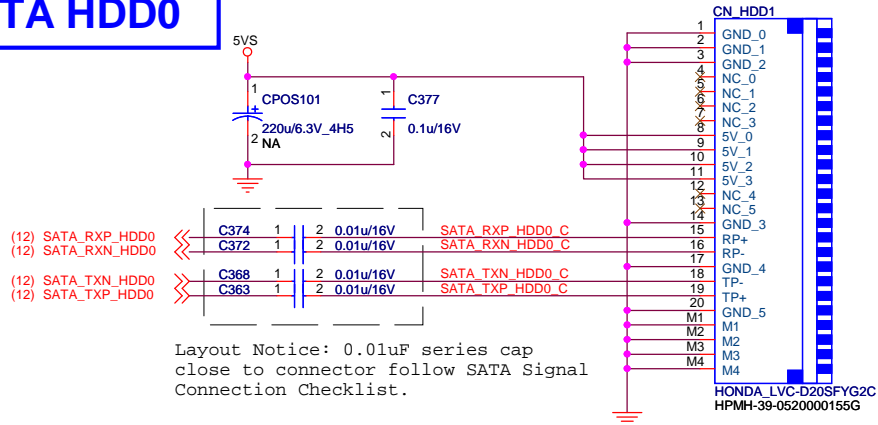 TA HDD0
5VS
1
CPOS101
+
220u/6.3V_4H5
2 NA
1
C377
2
0.1u/16V
CN_HDD1
1 GND_0
2 GND_1
3 GND_2
4 NC_0
5 NC_1
6 NC_2
7 NC_3
8 5V_0
9 5V_1
10 5V_2
11 5V_3
12 NC_4
13 NC_5
14 GND_3
15 RP+
16 RP-
17 GND_4
18 TP-
19 TP+
20 GND_5
M1 M1
M2 M2
M3 M3
M4 M4
HONDA_LVC-D20SFYG2C
HPMH-39-0520000155G
(12) SATA_RXP_HDD0 C374 1 2 0.01u/16V SATA_RXP_HDD0_C
(12) SATA_RXN_HDD0 C372 1 2 0.01u/16V SATA_RXN_HDD0_C
(12) SATA_TXN_HDD0 C368 1 2 0.01u/16V SATA_TXN_HDD0_C
(12) SATA_TXP_HDD0 C363 1 2 0.01u/16V SATA_TXP_HDD0_C
Layout Notice: 0.01uF series cap
close to connector follow SATA Signal
Connection Checklist.